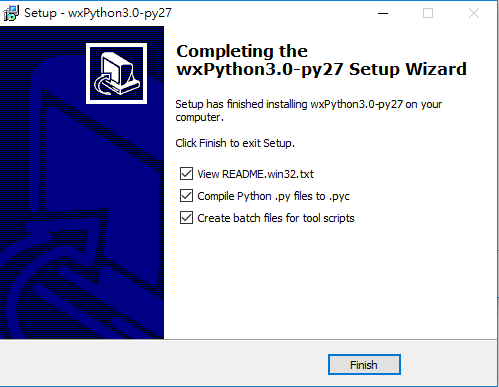 Setup - wxPython3.0-py27
Completing the
wxPython3.0-py27 Setup Wizard
Setup has finished installing wxPython3.0-py27 on your
computer.
Click Finish to exit Setup.
View README.win32.txt
Compile Python .py files to .pyc
Create batch files for tool scripts
Finish